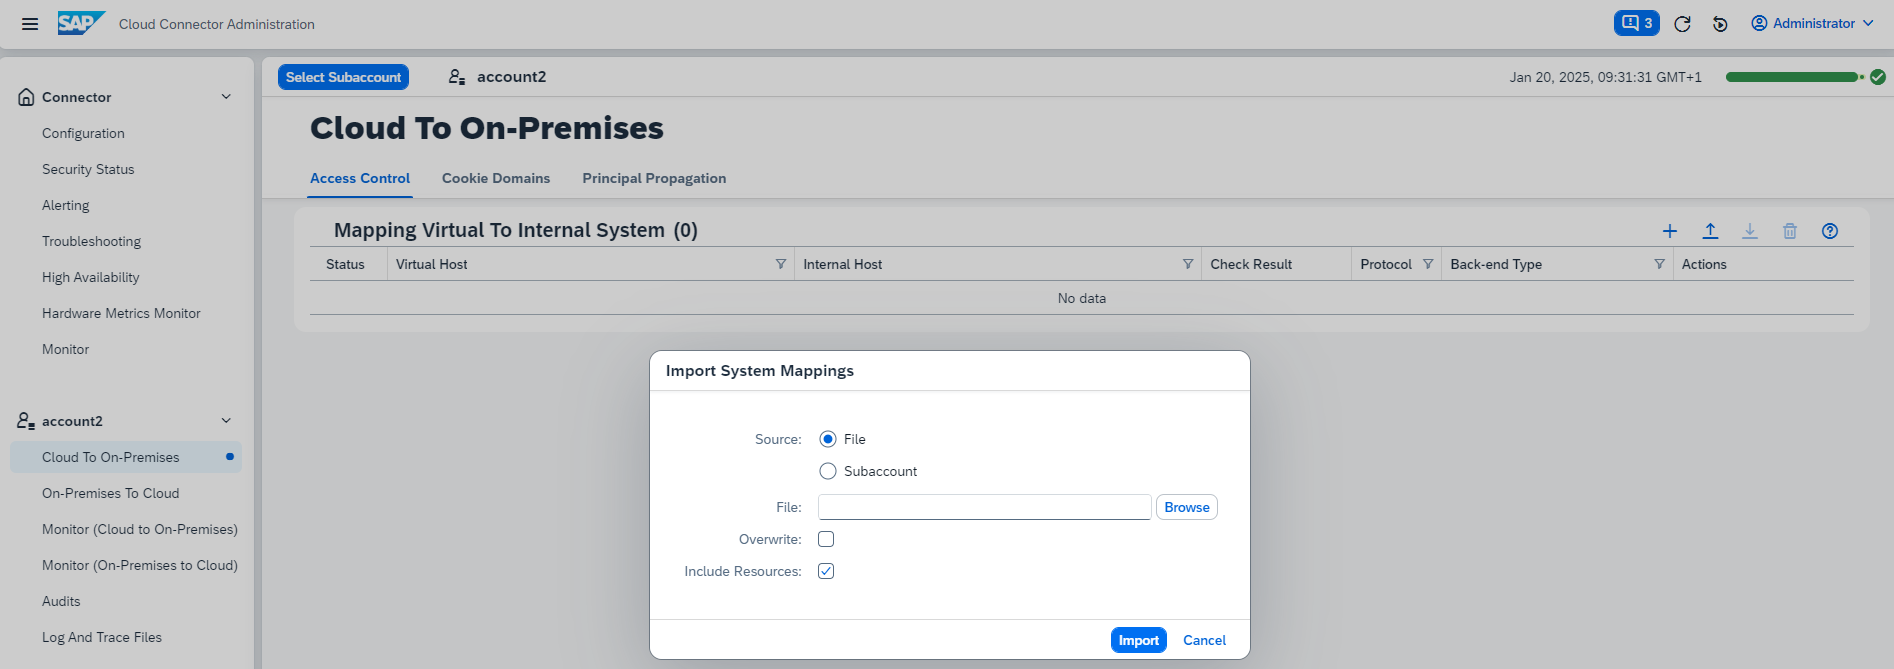 SAP Cloud Connector Administration
3
Administrator
Connector
Configuration
Security Status
Alerting
Troubleshooting
High Availability
Hardware Metrics Monitor
Monitor
account2
Cloud To On-Premises
On-Premises To Cloud
Monitor (Cloud to On-Premises)
Monitor (On-Premises to Cloud)
Audits
Log And Trace Files
Select Subaccount account2 Jan 20, 2025, 09:31:31 GMT+1
Cloud To On-Premises
Access Control Cookie Domains Principal Propagation
Mapping Virtual To Internal System (0)
Status Virtual Host Internal Host Check Result Protocol Back-end Type Actions
No data
Import System Mappings
Source: File
Subaccount
File: Browse
Overwrite:
Include Resources:
Import Cancel